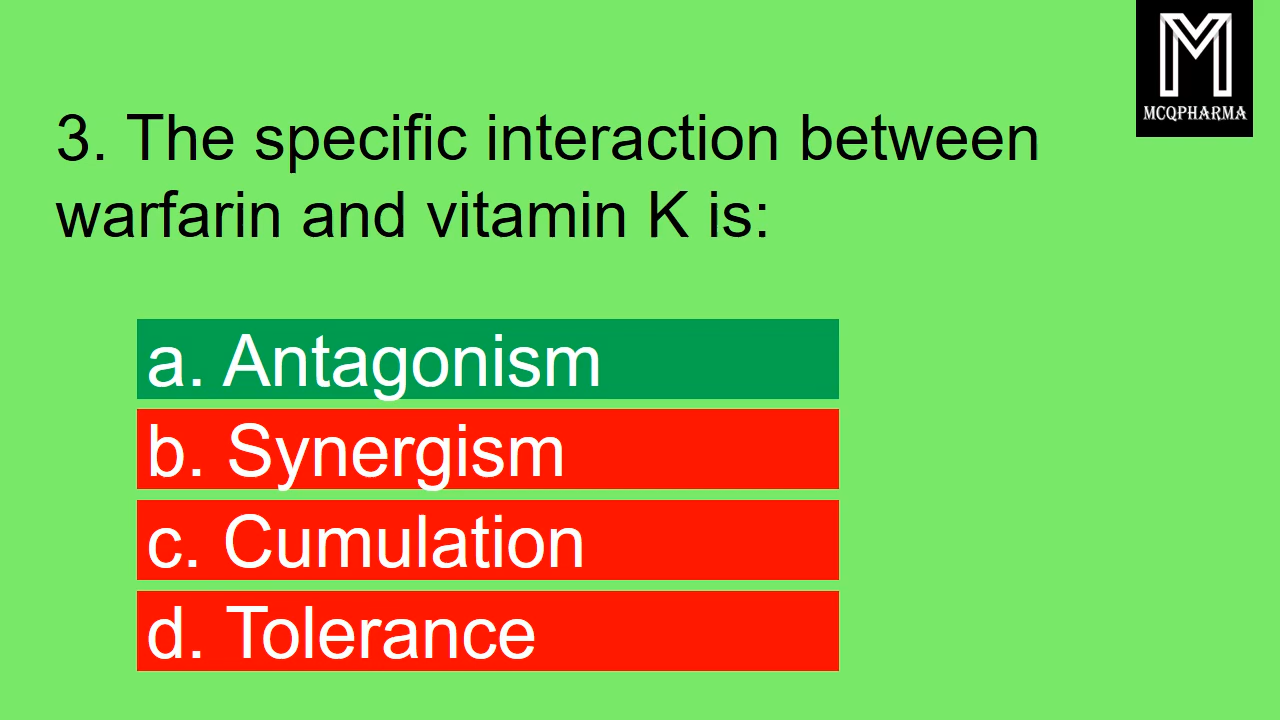 M
MCQPHARMA
3. The specific interaction between
warfarin and vitamin K is:
a. Antagonism
b. Synergism
c. Cumulation
d. Tolerance